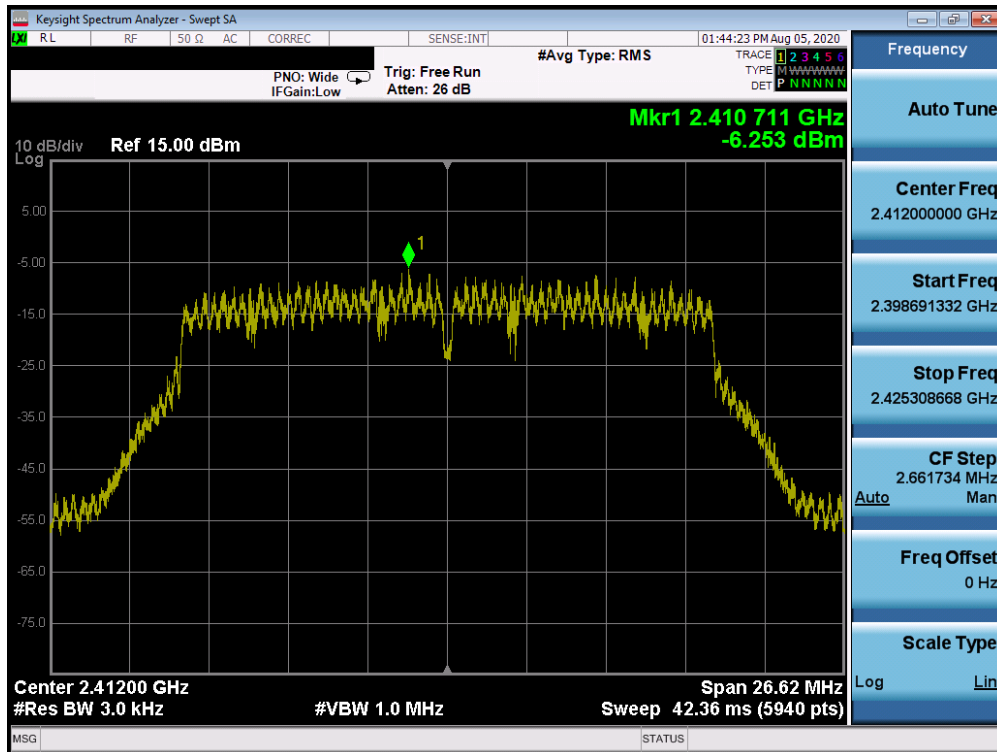 Keysight Spectrum Analyzer - Swept SA
LXI RL RF 50 Ω AC CORREC SENSE:INT 01:44:23 PM Aug 05, 2020
#Avg Type: RMS TRACE 1 2 3 4 5 6
PNO: Wide Trig: Free Run TYPE M WWWWW
IFGain:Low Atten: 26 dB DET P N N N N N
Mkr1 2.410 711 GHz
-6.253 dBm
10 dB/div Ref 15.00 dBm
Log
1
5.00
-5.00
-15.0
-25.0
-35.0
-45.0
-55.0
-65.0
-75.0
Center 2.41200 GHz Span 26.62 MHz
#Res BW 3.0 kHz #VBW 1.0 MHz Sweep 42.36 ms (5940 pts)
MSG STATUS
Frequency
Auto Tune
Center Freq
2.412000000 GHz
Start Freq
2.398691332 GHz
Stop Freq
2.425308668 GHz
CF Step
2.661734 MHz
Auto Man
Freq Offset
0 Hz
Scale Type
Log Lin